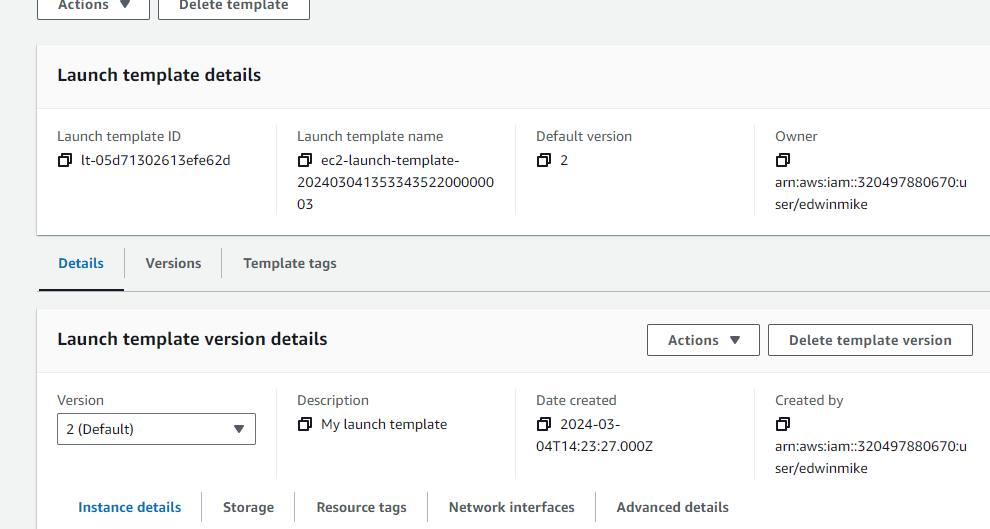 Actions
Delete template
Launch template details
Launch template ID
lt-05d71302613efe62d
Launch template name
ec2-launch-template-
2024030413533435220000000
03
Default version
2
Owner
arn:aws:iam::320497880670:u
ser/edwinmike
Details
Versions
Template tags
Launch template version details
Actions
Delete template version
Version
2 (Default)
Description
My launch template
Date created
2024-03-
04T14:23:27.000Z
Created by
arn:aws:iam::320497880670:u
ser/edwinmike
Instance details
Storage
Resource tags
Network interfaces
Advanced details